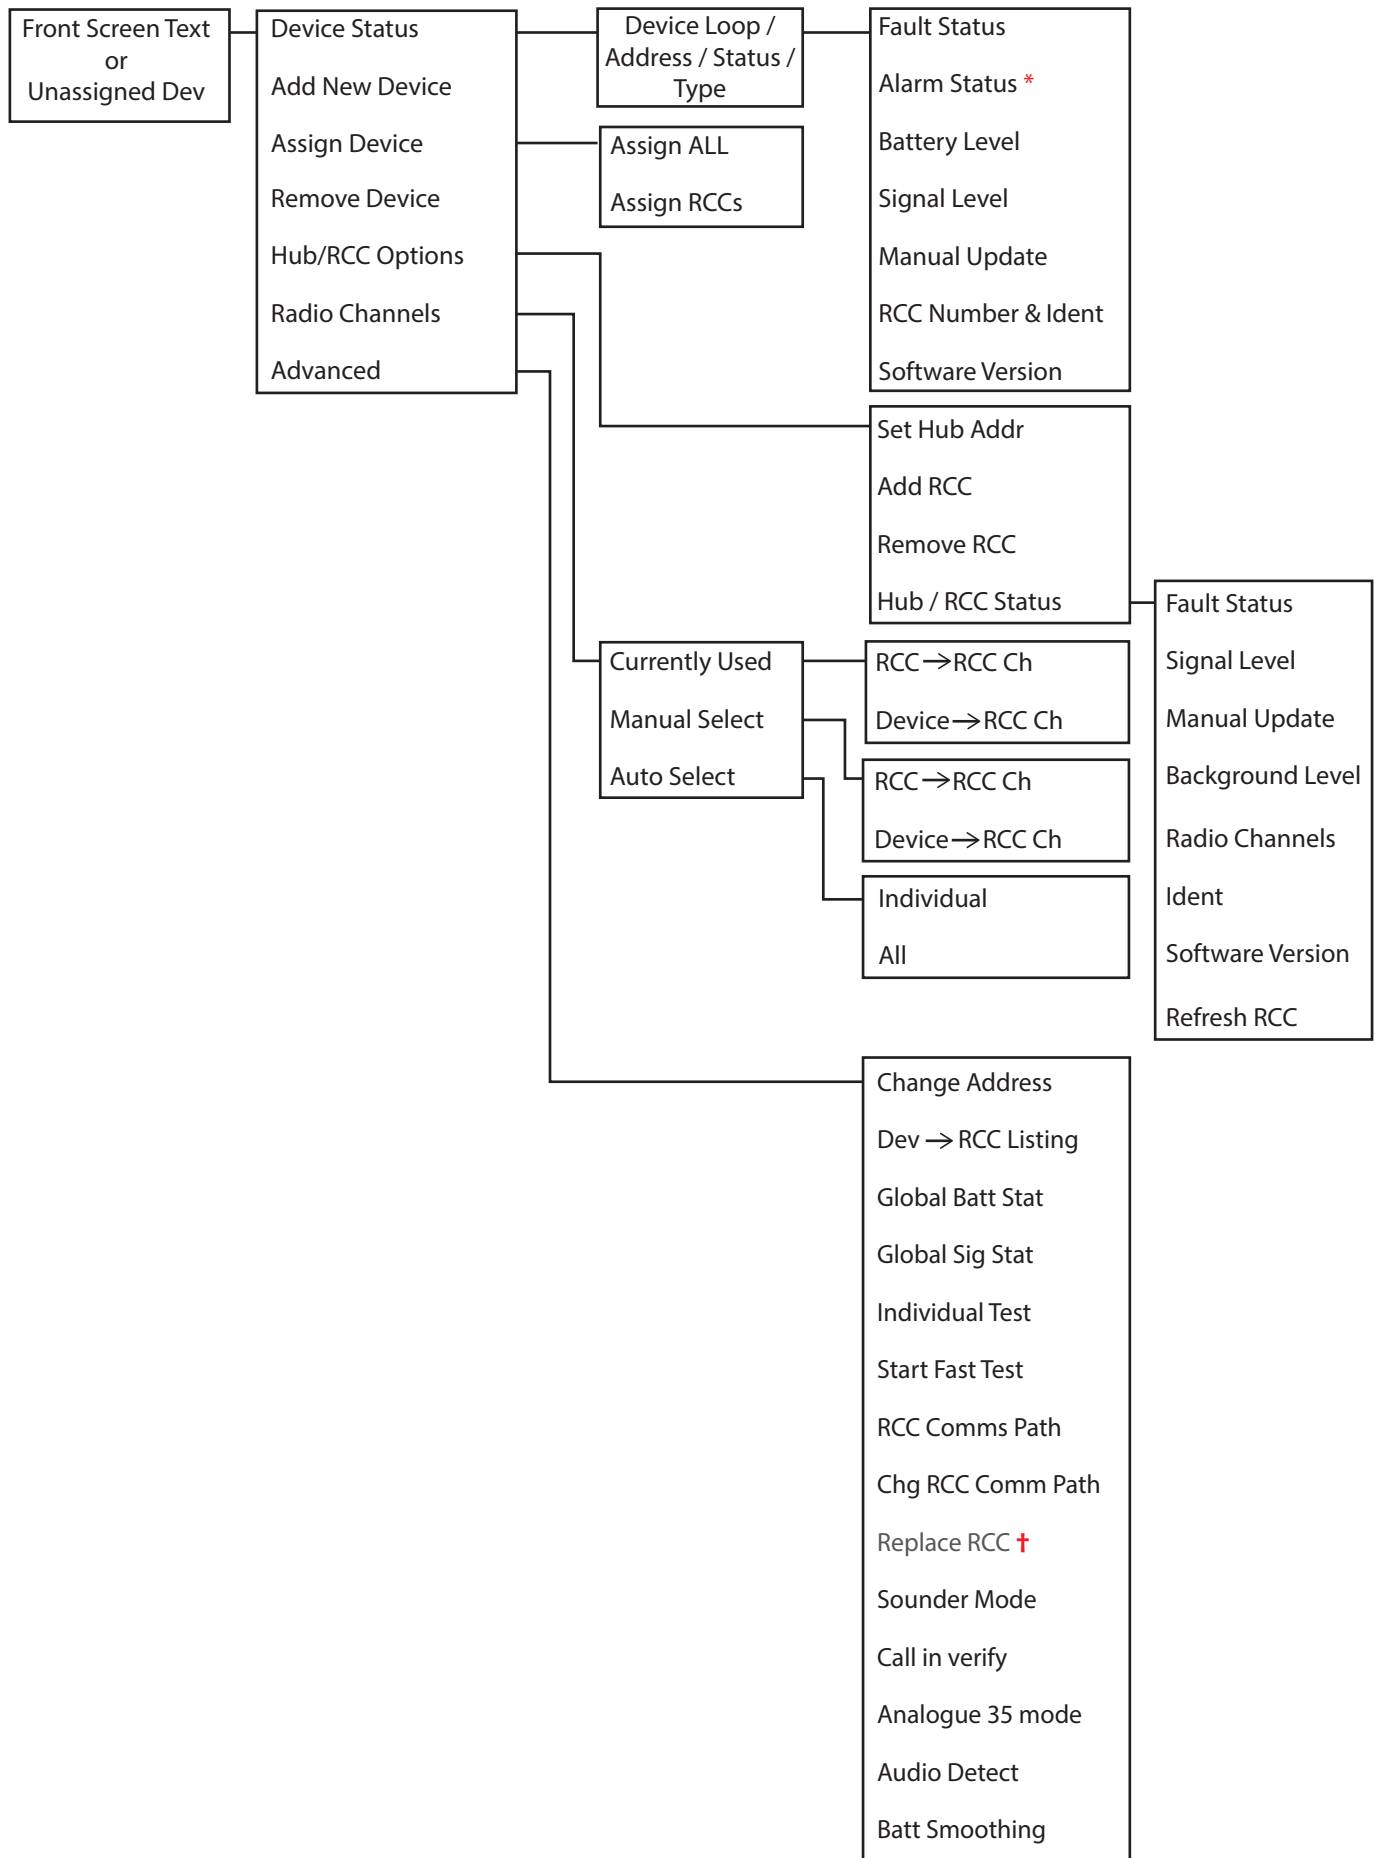 Front Screen Text
or
Unassigned Dev
Device Status
Add New Device
Assign Device
Remove Device
Hub/RCC Options
Radio Channels
Advanced
Device Loop /
Address / Status /
Type
Assign ALL
Assign RCCs
Fault Status
Alarm Status *
Battery Level
Signal Level
Manual Update
RCC Number & Ident
Software Version
Set Hub Addr
Add RCC
Remove RCC
Hub / RCC Status
Fault Status
Signal Level
Manual Update
Background Level
Radio Channels
Ident
Software Version
Refresh RCC
Currently Used
Manual Select
Auto Select
RCC → RCC Ch
Device → RCC Ch
RCC → RCC Ch
Device → RCC Ch
Individual
All
Change Address
Dev → RCC Listing
Global Batt Stat
Global Sig Stat
Individual Test
Start Fast Test
RCC Comms Path
Chg RCC Comm Path
Replace RCC †
Sounder Mode
Call in verify
Analogue 35 mode
Audio Detect
Batt Smoothing